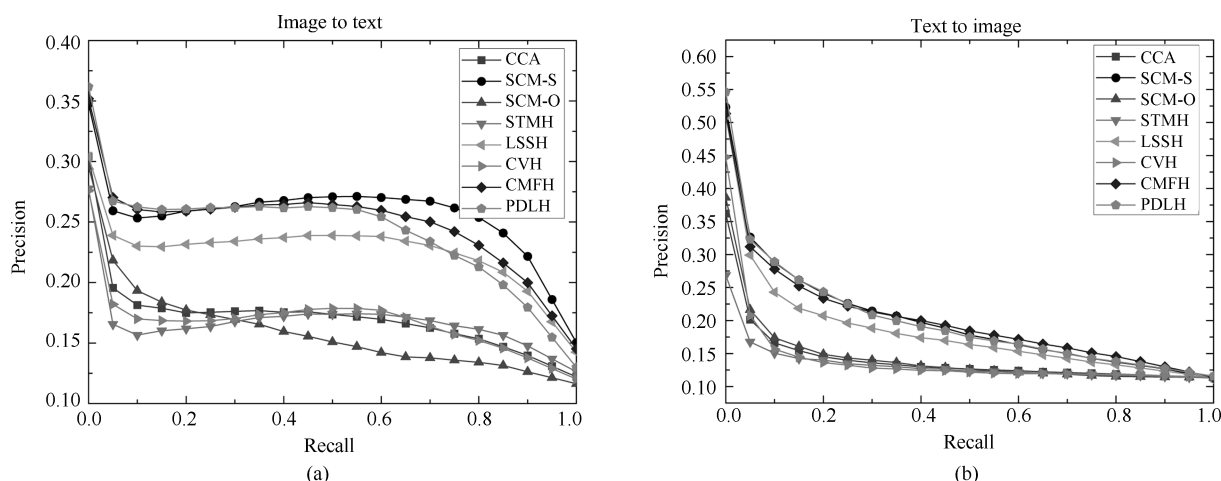 Image to text
0.40
0.35
0.30
0.25
0.20
0.15
0.10
Precision
0.0 0.2 0.4 0.6 0.8 1.0
Recall
CCA
SCM-S
SCM-O
STMH
LSSH
CVH
CMFH
PDLH
(a)
Text to image
0.60
0.55
0.50
0.45
0.40
0.35
0.30
0.25
0.20
0.15
0.10
Precision
0.0 0.2 0.4 0.6 0.8 1.0
Recall
CCA
SCM-S
SCM-O
STMH
LSSH
CVH
CMFH
PDLH
(b)